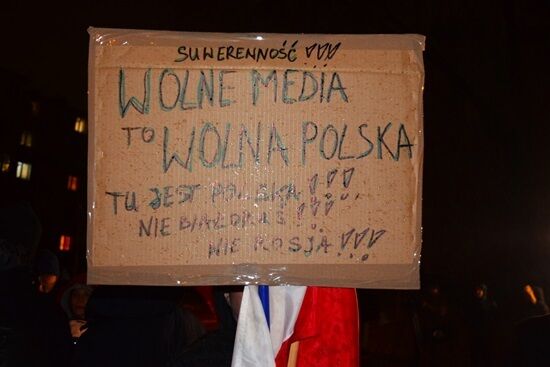 SUWERENNOŚĆ !!!
WOLNE MEDIA
TO WOLNA POLSKA
TU JEST POLSKA !!!
NIE BIAŁORUŚ !!!
NIE ROSJA !!!